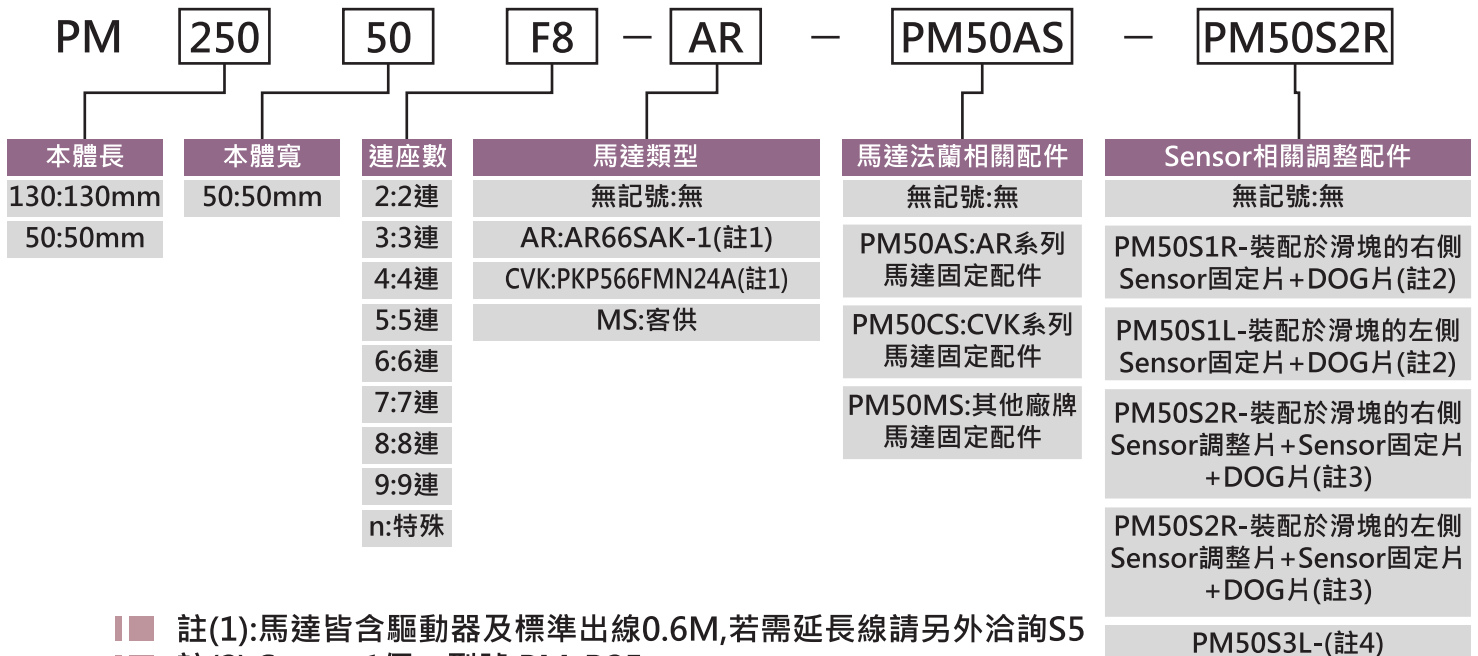 PM 250 50 F8 — AR — PM50AS — PM50S2R
本體長
130:130mm
50:50mm
本體寬
50:50mm
連座數
2:2連
3:3連
4:4連
5:5連
6:6連
7:7連
8:8連
9:9連
n:特殊
馬達類型
無記號:無
AR:AR66SAK-1(註1)
CVK:PKP566FMN24A(註1)
MS:客供
馬達法蘭相關配件
無記號:無
PM50AS:AR系列
馬達固定配件
PM50CS:CVK系列
馬達固定配件
PM50MS:其他廠牌
馬達固定配件
Sensor相關調整配件
無記號:無
PM50S1R-裝配於滑塊的右側
Sensor固定片+DOG片(註2)
PM50S1L-裝配於滑塊的左側
Sensor固定片+DOG片(註2)
PM50S2R-裝配於滑塊的右側
Sensor調整片+Sensor固定片
+DOG片(註3)
PM50S2R-裝配於滑塊的左側
Sensor調整片+Sensor固定片
+DOG片(註3)
PM50S3L-(註4)
註(1):馬達皆含驅動器及標準出線0.6M,若需延長線請另外洽詢S5